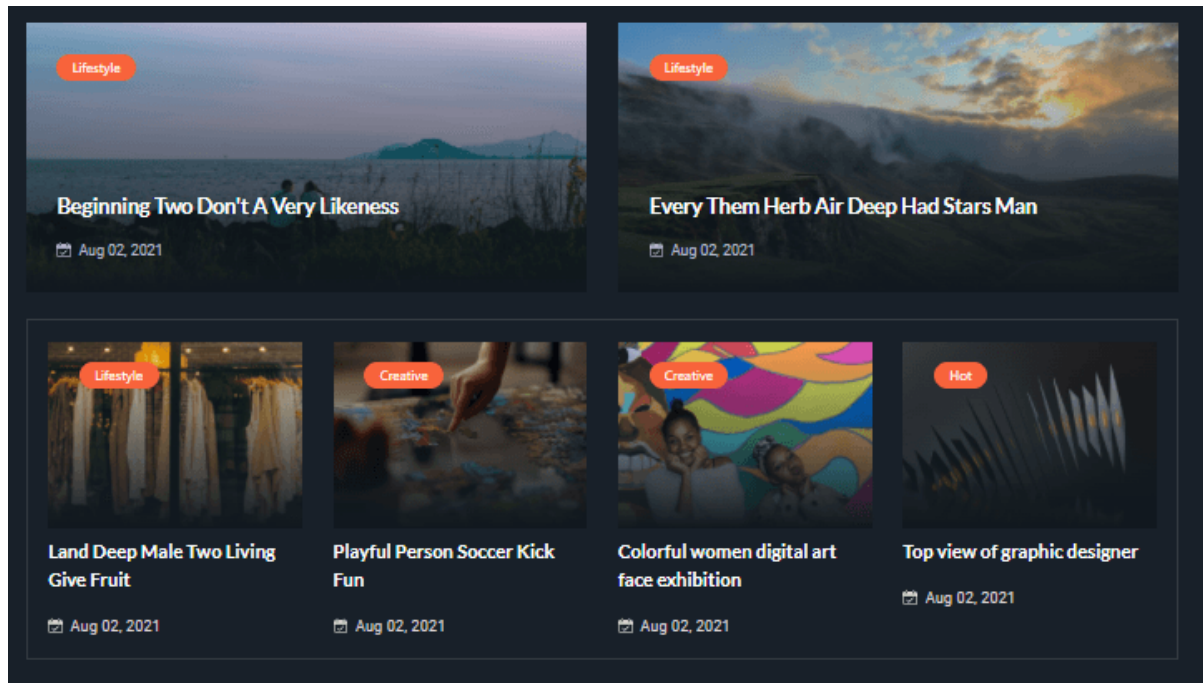 Lifestyle
Beginning Two Don't A Very Likeness
Aug 02, 2021
Lifestyle
Every Them Herb Air Deep Had Stars Man
Aug 02, 2021
Lifestyle
Land Deep Male Two Living
Give Fruit
Aug 02, 2021
Creative
Playful Person Soccer Kick
Fun
Aug 02, 2021
Creative
Colorful women digital art
face exhibition
Aug 02, 2021
Hot
Top view of graphic designer
Aug 02, 2021